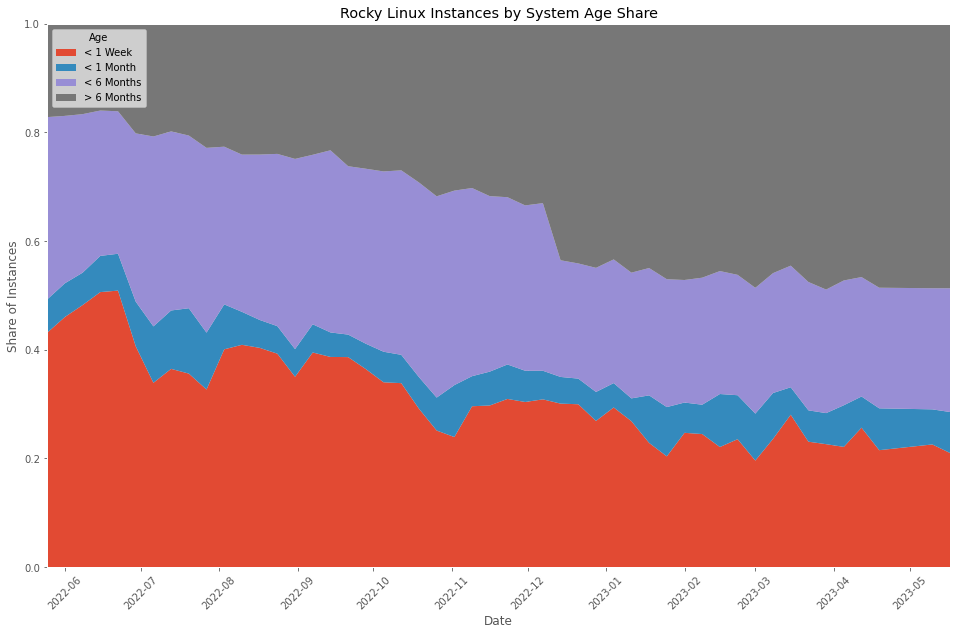 Rocky Linux Instances by System Age Share
1.0
0.8
0.6
0.4
0.2
0.0
Share of Instances
Age
< 1 Week
< 1 Month
< 6 Months
> 6 Months
2022-06
2022-07
2022-08
2022-09
2022-10
2022-11
2022-12
2023-01
2023-02
2023-03
2023-04
2023-05
Date